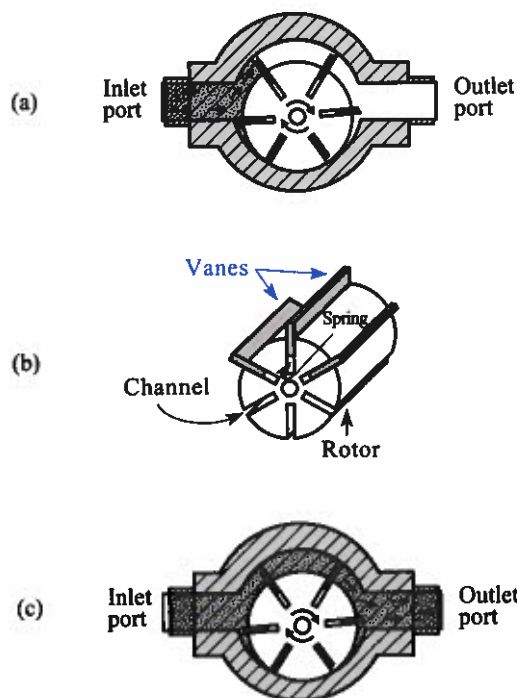 (a)
Inlet
port
Outlet
port
Vanes
(b)
Spring
Channel
Rotor
(c)
Inlet
port
Outlet
port